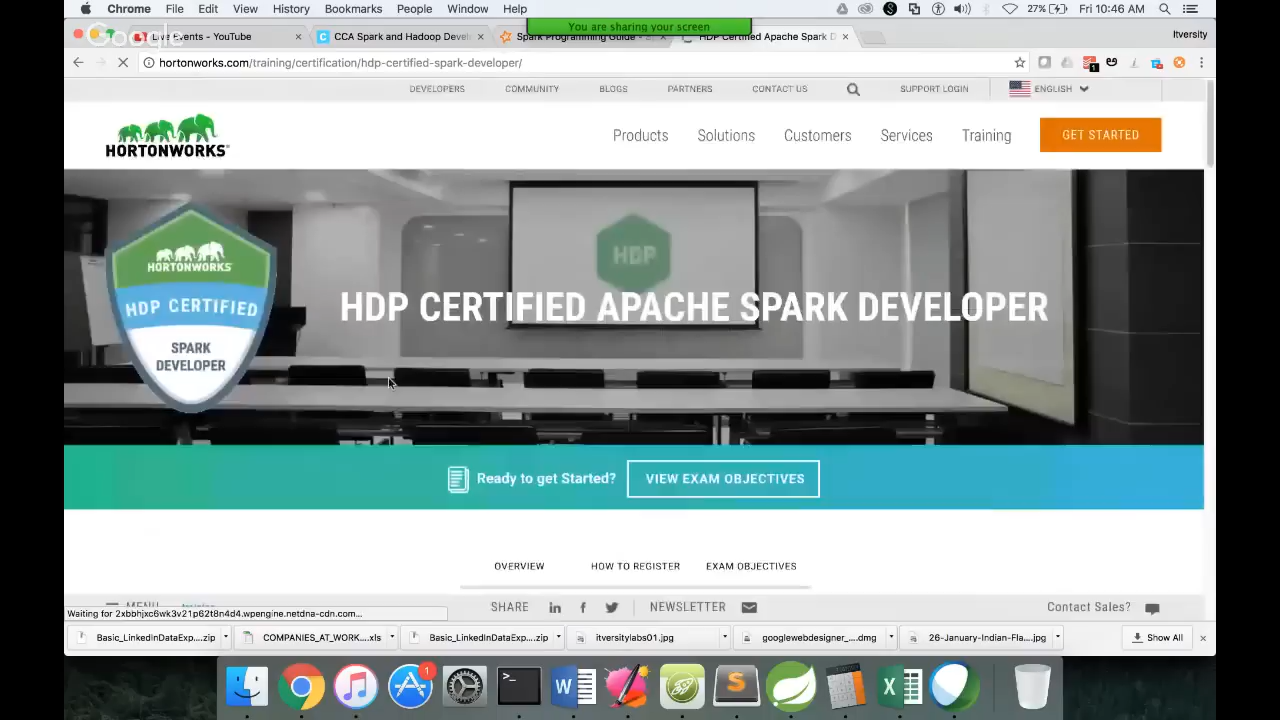 Chrome File Edit View History Bookmarks People Window Help
27% Fri 10:46 AM
You are sharing your screen
Google
Live Events - YouTube
CCA Spark and Hadoop Devel
Spark Programming Guide - S
HDP Certified Apache Spark D
Itversity
hortonworks.com/training/certification/hdp-certified-spark-developer/
DEVELOPERS COMMUNITY BLOGS PARTNERS CONTACT US SUPPORT LOGIN ENGLISH
HORTONWORKS
Products Solutions Customers Services Training GET STARTED
HDP
HORTONWORKS
HDP CERTIFIED
SPARK
DEVELOPER
HDP CERTIFIED APACHE SPARK DEVELOPER
Ready to get Started? VIEW EXAM OBJECTIVES
OVERVIEW HOW TO REGISTER EXAM OBJECTIVES
MENU SHARE NEWSLETTER Contact Sales?
Waiting for 2xbbhjxc6wk3v21p62t8n4d4.wpengine.netdna-cdn.com...
Basic_LinkedInDataExp....zip COMPANIES_AT_WORK....xls Basic_LinkedInDataExp....zip itversitylabs01.jpg googlewebdesigner_....dmg 26-January-Indian-Fla....jpg Show All